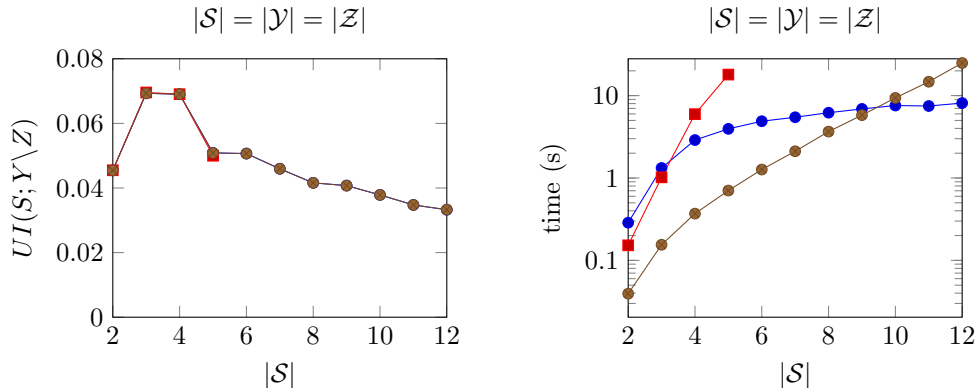 |𝒮| = |𝒴| = |𝒵|
0.08
0.06
0.04
0.02
0
UI(S; Y\Z)
2 4 6 8 10 12
|𝒮|
|𝒮| = |𝒴| = |𝒵|
10
1
0.1
time (s)
2 4 6 8 10 12
|𝒮|